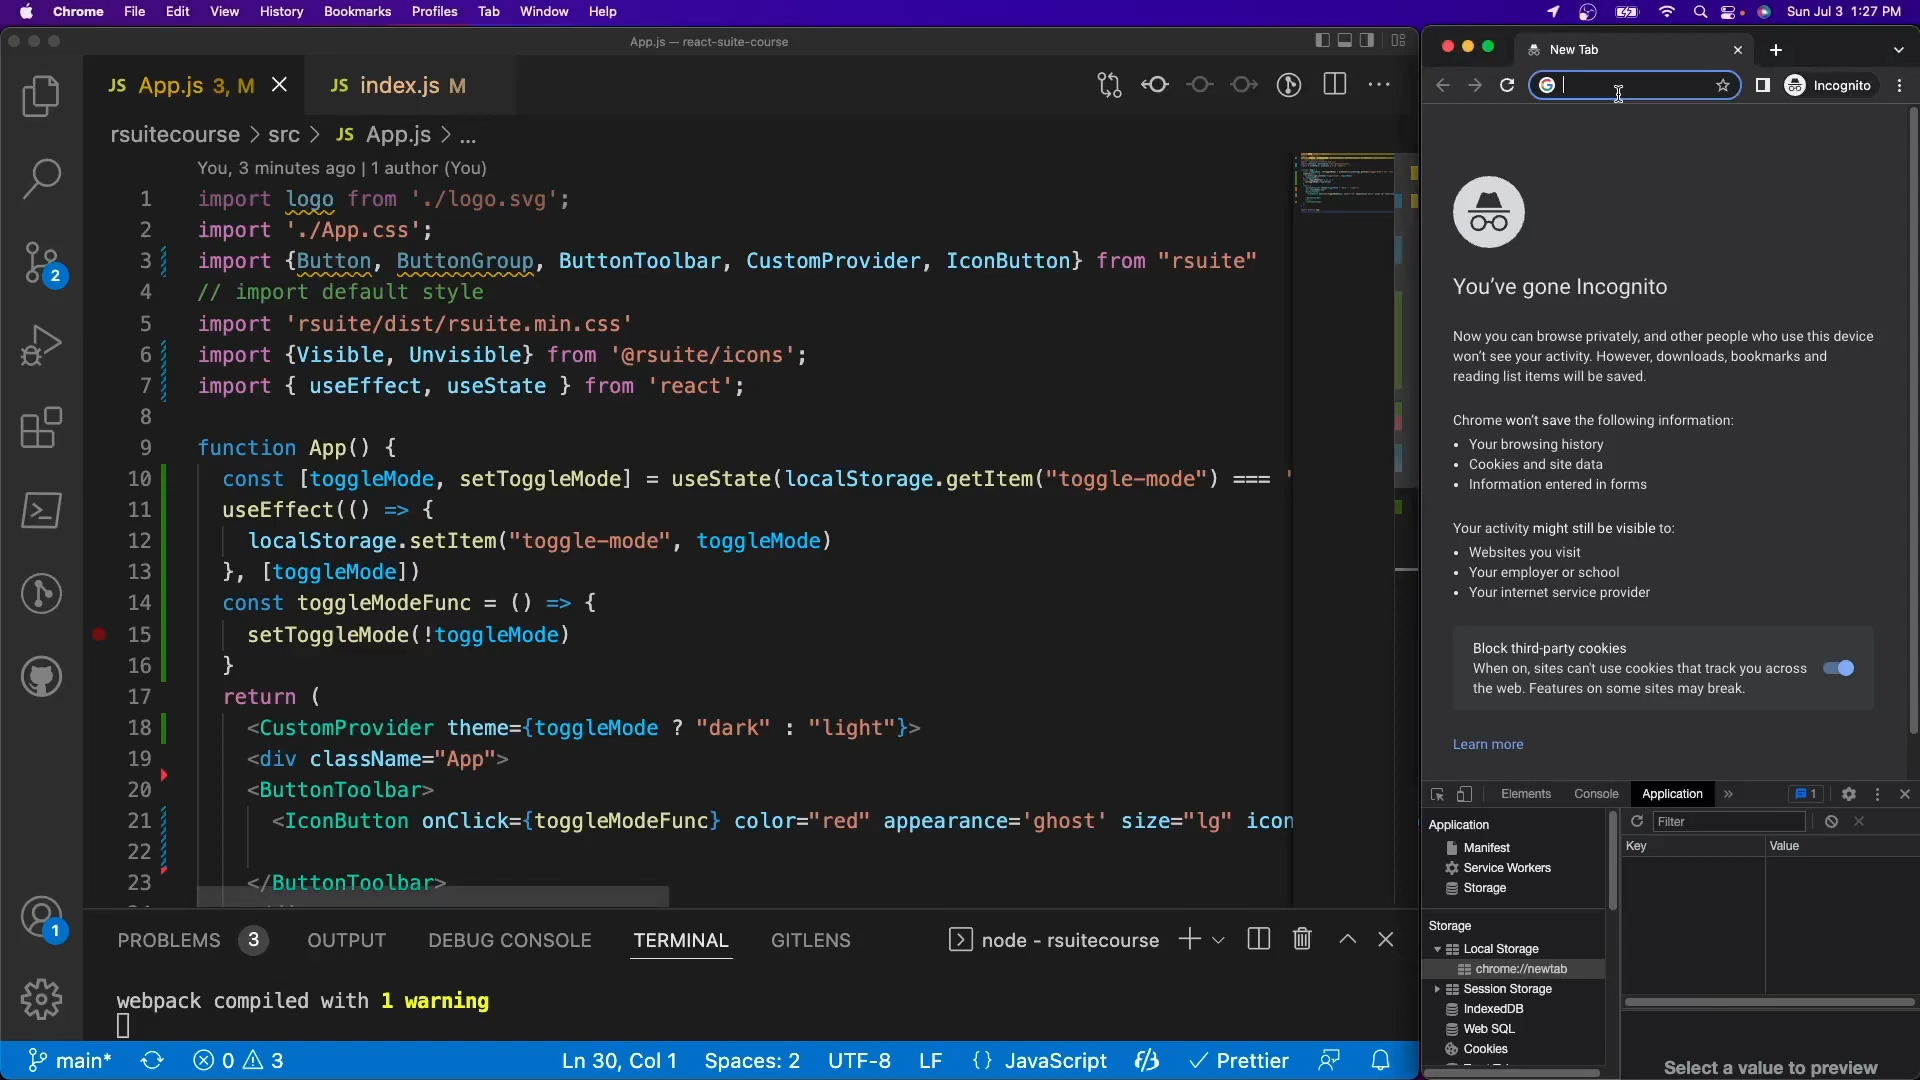 Chrome File Edit View History Bookmarks Profiles Tab Window Help
Sun Jul 3 1:27 PM
App.js — react-suite-course
JS App.js 3, M
JS index.js M
rsuitecourse > src > JS App.js > ...
You, 3 minutes ago | 1 author (You)
1 import logo from './logo.svg';
2 import './App.css';
3 import {Button, ButtonGroup, ButtonToolbar, CustomProvider, IconButton} from "rsuite"
4 // import default style
5 import 'rsuite/dist/rsuite.min.css'
6 import {Visible, Unvisible} from '@rsuite/icons';
7 import { useEffect, useState } from 'react';
8
9 function App() {
10 const [toggleMode, setToggleMode] = useState(localStorage.getItem("toggle-mode") === '
11 useEffect(() => {
12 localStorage.setItem("toggle-mode", toggleMode)
13 }, [toggleMode])
14 const toggleModeFunc = () => {
15 setToggleMode(!toggleMode)
16 }
17 return (
18 <CustomProvider theme={toggleMode ? "dark" : "light"}>
19 <div className="App">
20 <ButtonToolbar>
21 <IconButton onClick={toggleModeFunc} color="red" appearance='ghost' size="lg" icon
22
23 </ButtonToolbar>
2
1
PROBLEMS 3 OUTPUT DEBUG CONSOLE TERMINAL GITLENS
node - rsuitecourse
webpack compiled with 1 warning
main* 0 3 Ln 30, Col 1 Spaces: 2 UTF-8 LF {} JavaScript Prettier
New Tab
Incognito
You've gone Incognito
Now you can browse privately, and other people who use this device
won't see your activity. However, downloads, bookmarks and
reading list items will be saved.
Chrome won't save the following information:
• Your browsing history
• Cookies and site data
• Information entered in forms
Your activity might still be visible to:
• Websites you visit
• Your employer or school
• Your internet service provider
Block third-party cookies
When on, sites can't use cookies that track you across
the web. Features on some sites may break.
Learn more
Elements Console Application » 1
Application
Manifest
Service Workers
Storage
Storage
Local Storage
chrome://newtab
Session Storage
IndexedDB
Web SQL
Cookies
Filter
Key Value
Select a value to preview